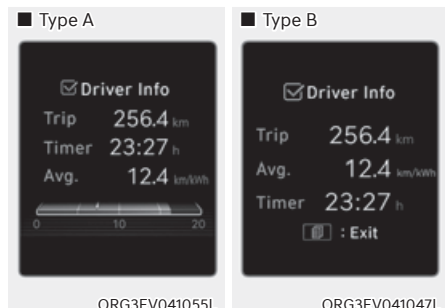 ■ Type A
Driver Info
Trip 256.4 km
Timer 23:27 h
Avg. 12.4 km/kWh
0 10 20
ORG3EV041055L
■ Type B
Driver Info
Trip 256.4 km
Avg. 12.4 km/kWh
Timer 23:27 h
: Exit
ORG3EV041047L